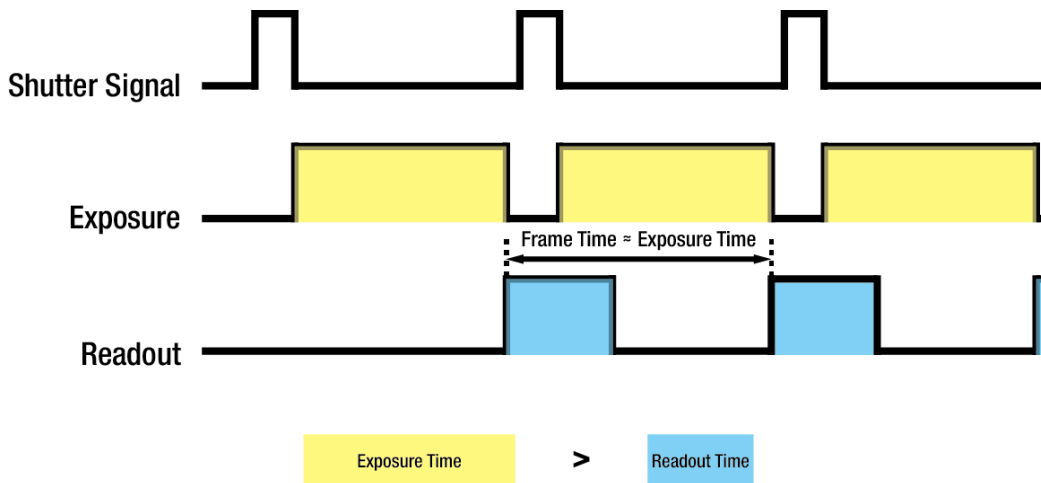 Shutter Signal
Exposure
Frame Time ≈ Exposure Time
Readout
Exposure Time > Readout Time